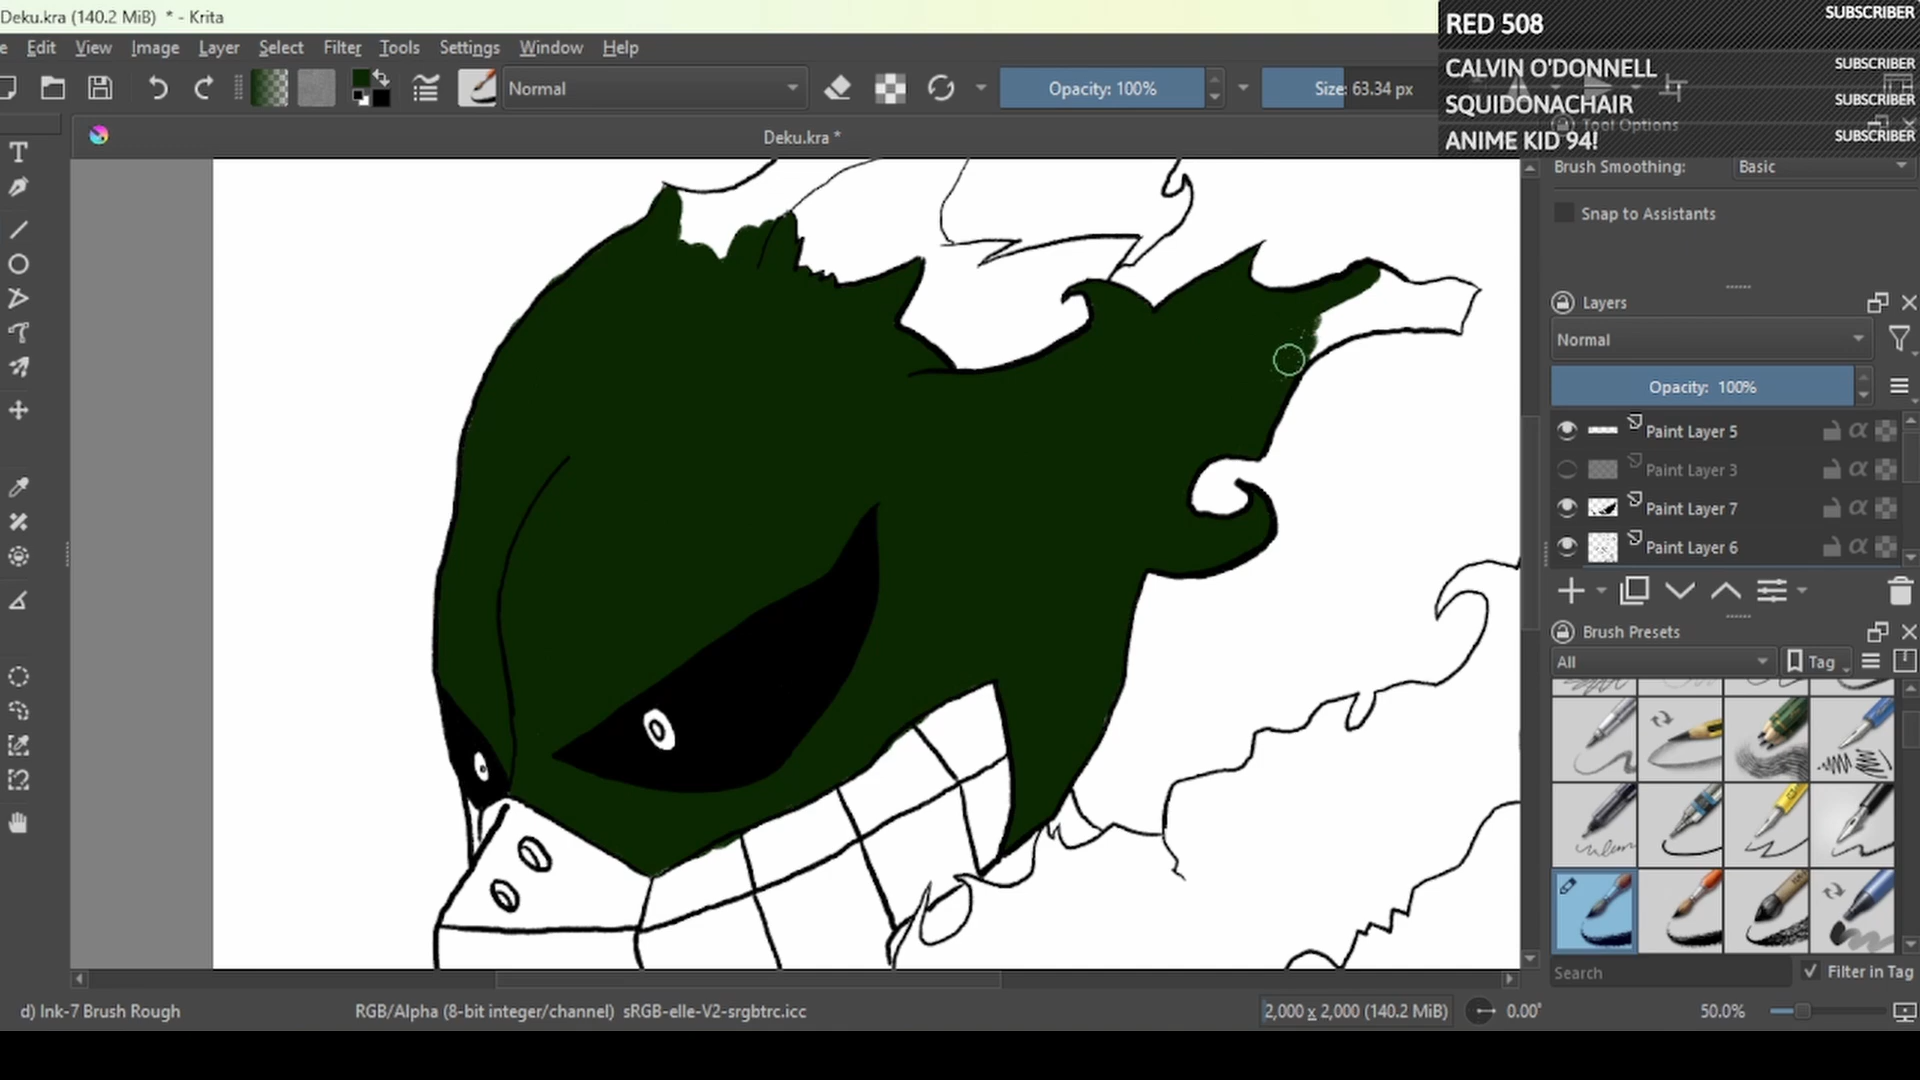 Deku.kra (140.2 MiB) * - Krita
e Edit View Image Layer Select Filter Tools Settings Window Help
Normal
Opacity: 100%
Size: 63.34 px
RED 508 SUBSCRIBER
CALVIN O'DONNELL SUBSCRIBER
SQUIDONACHAIR SUBSCRIBER
Tool Options
ANIME KID 94! SUBSCRIBER
Deku.kra *
Brush Smoothing: Basic
Snap to Assistants
Layers
Normal
Opacity: 100%
Paint Layer 5
Paint Layer 3
Paint Layer 7
Paint Layer 6
Brush Presets
All
Tag
Search
Filter in Tag
d) Ink-7 Brush Rough
RGB/Alpha (8-bit integer/channel) sRGB-elle-V2-srgbtrc.icc
2,000 x 2,000 (140.2 MiB)
0.00°
50.0%